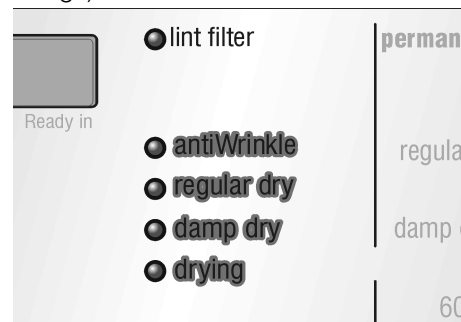 lint filter
perman
Ready in
antiWrinkle
regula
regular dry
damp dry
damp
drying
60